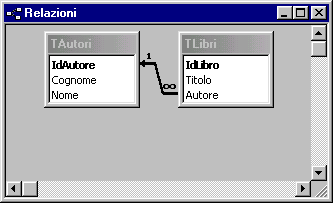 Relazioni
TAutori
IdAutore
Cognome
Nome
1
∞
TLibri
IdLibro
Titolo
Autore